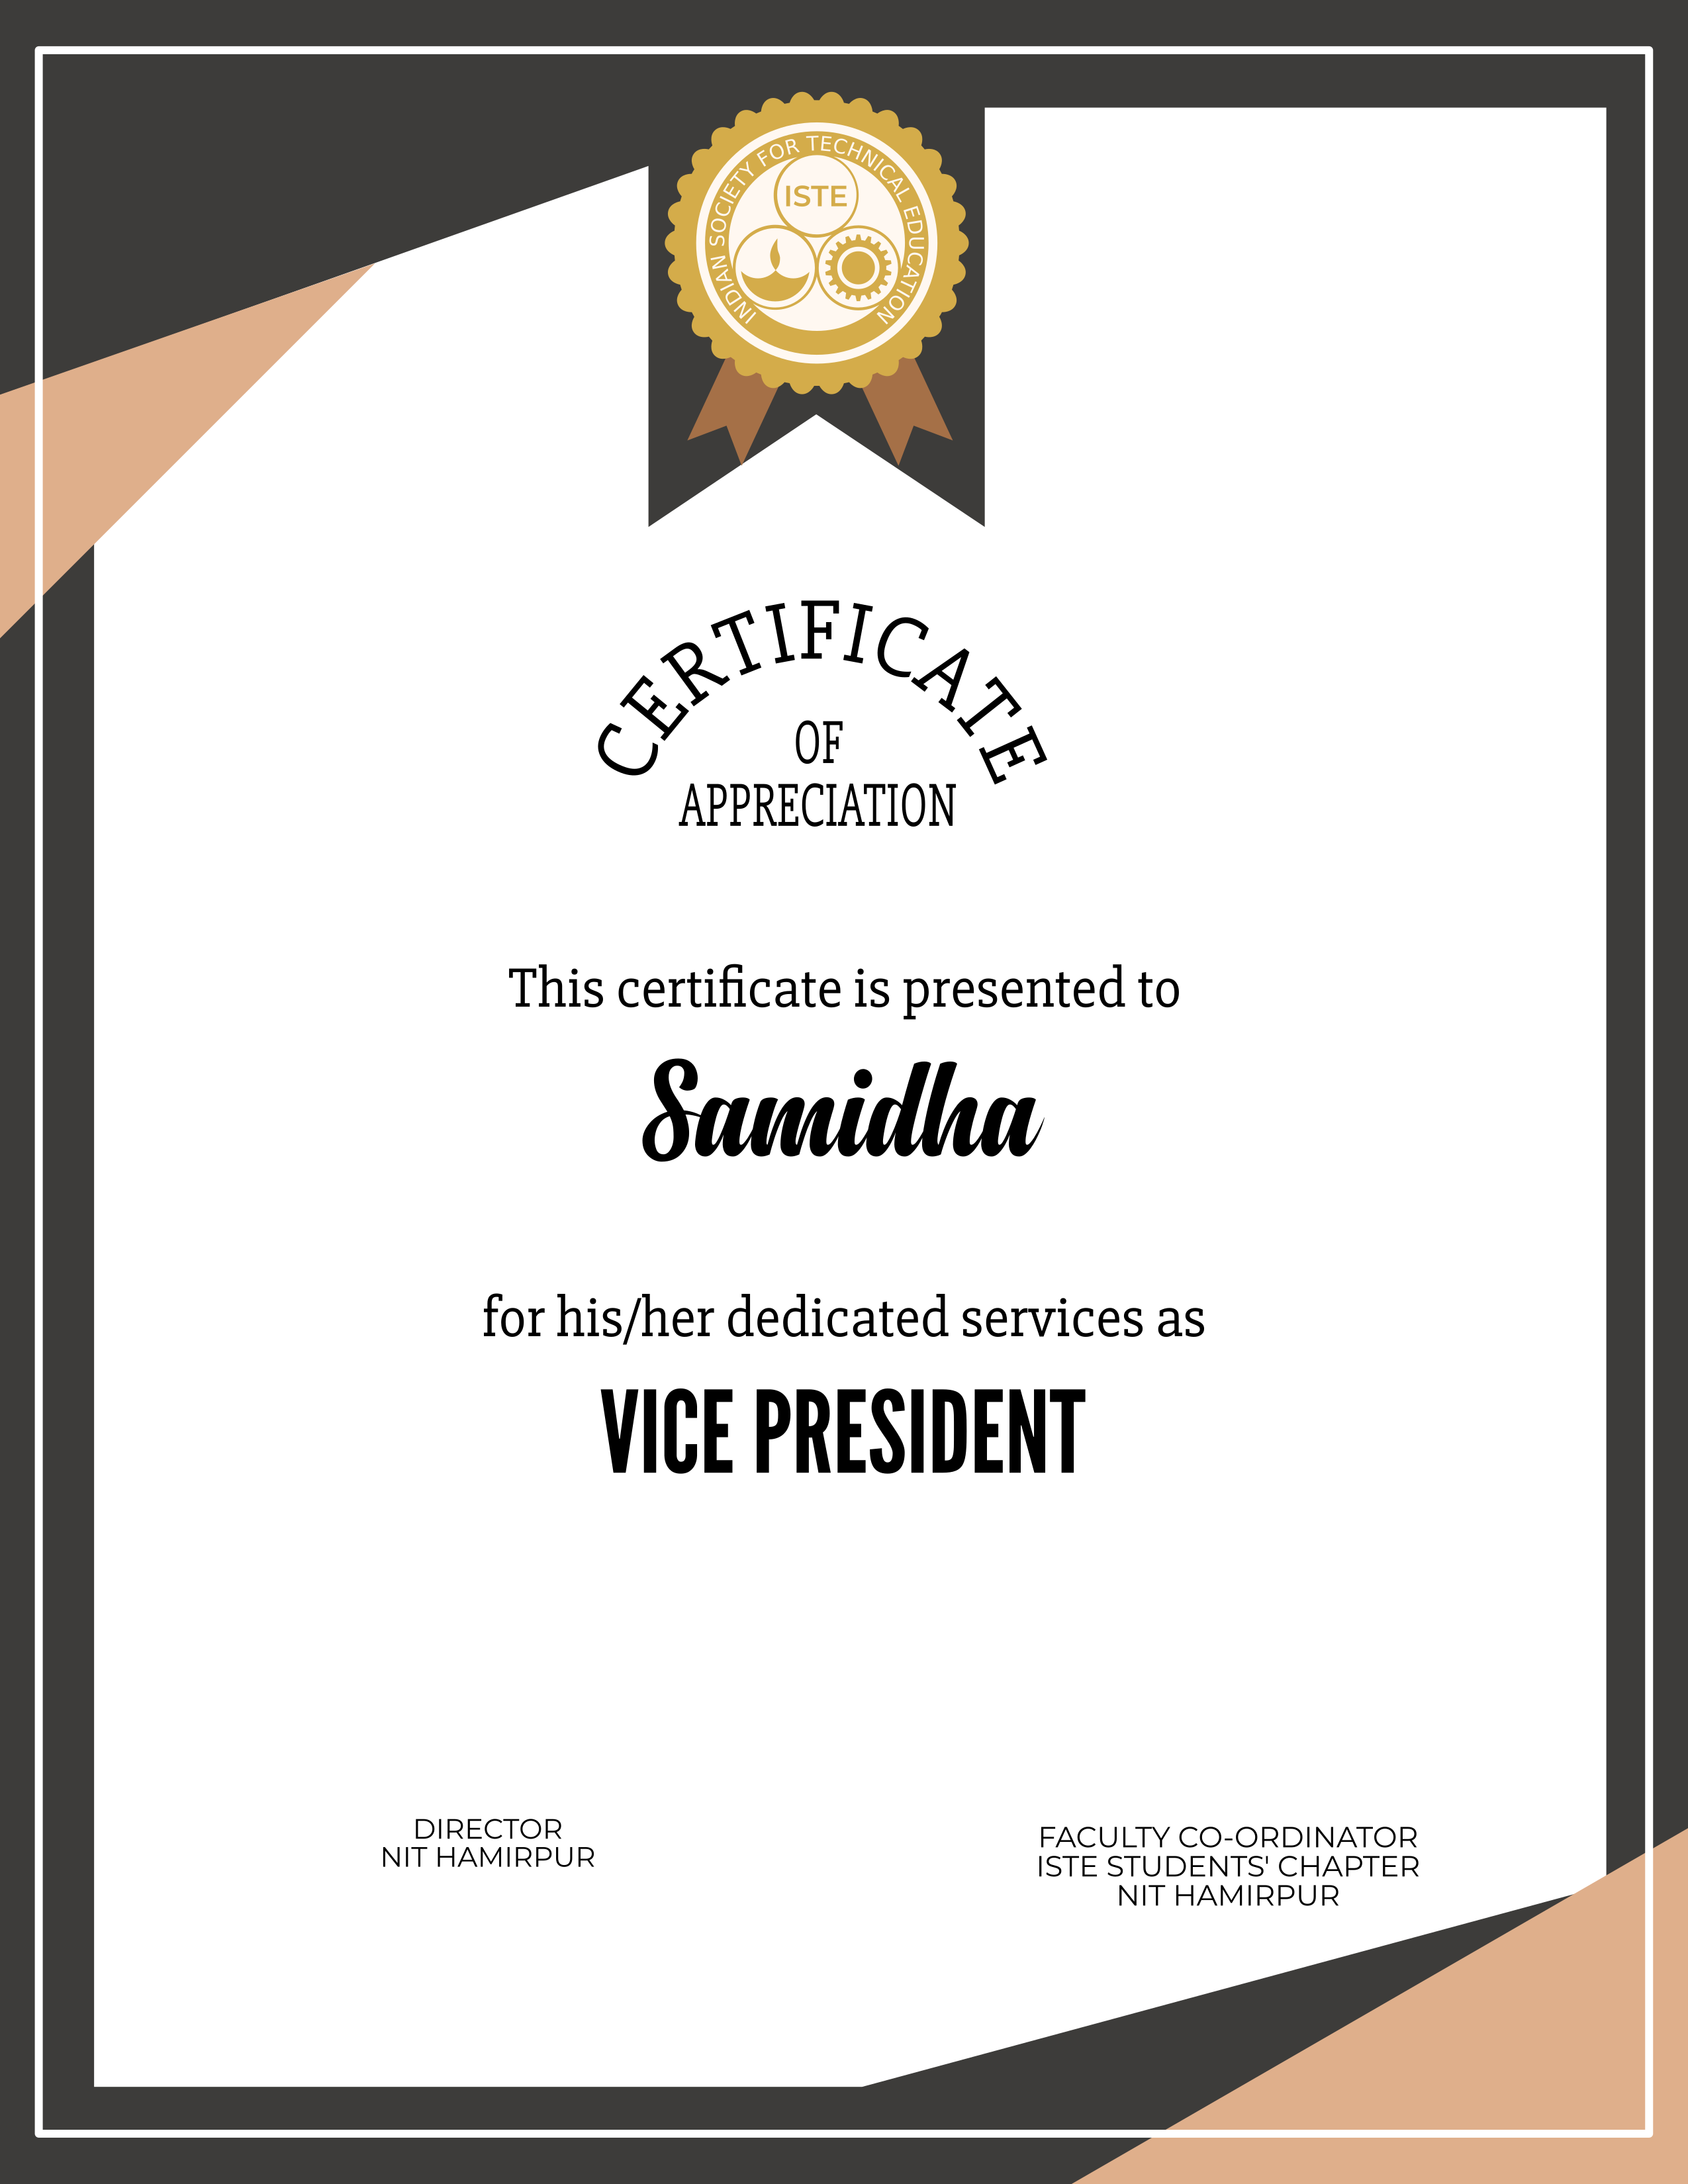 INDIAN SOCIETY FOR TECHNICAL EDUCATION
ISTE
CERTIFICATE
OF
APPRECIATION
This certificate is presented to
Samidha
for his/her dedicated services as
VICE PRESIDENT
DIRECTOR
NIT HAMIRPUR
FACULTY CO-ORDINATOR
ISTE STUDENTS' CHAPTER
NIT HAMIRPUR